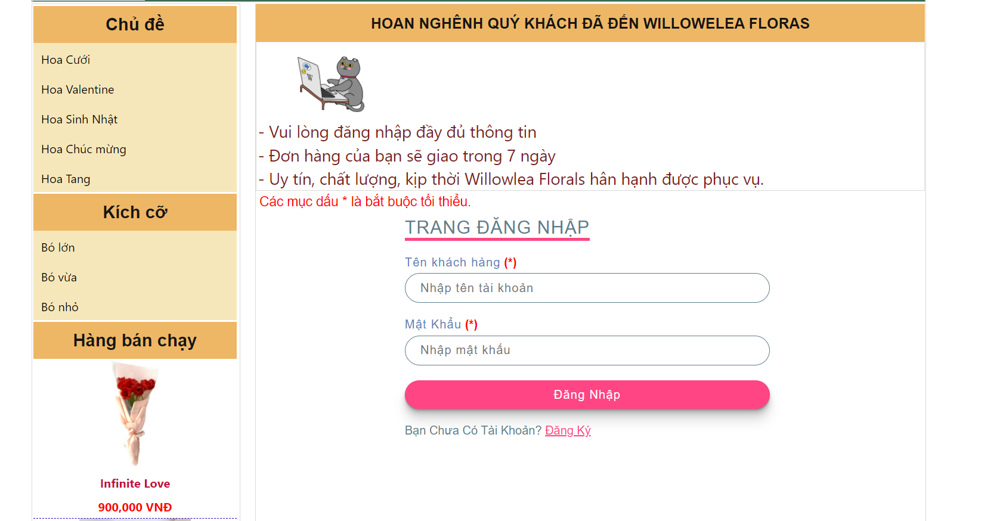 Chủ đề
Hoa Cưới
Hoa Valentine
Hoa Sinh Nhật
Hoa Chúc mừng
Hoa Tang
Kích cỡ
Bó lớn
Bó vừa
Bó nhỏ
Hàng bán chạy
Infinite Love
900,000 VNĐ
HOAN NGHÊNH QUÝ KHÁCH ĐÃ ĐẾN WILLOWELEA FLORAS
W
- Vui lòng đăng nhập đầy đủ thông tin
- Đơn hàng của bạn sẽ giao trong 7 ngày
- Uy tín, chất lượng, kịp thời Willowlea Florals hân hạnh được phục vụ.
Các mục dấu * là bắt buộc tối thiểu.
TRANG ĐĂNG NHẬP
Tên khách hàng (*)
Nhập tên tài khoản
Mật Khẩu (*)
Nhập mật khấu
Đăng Nhập
Bạn Chưa Có Tài Khoản? Đăng Ký